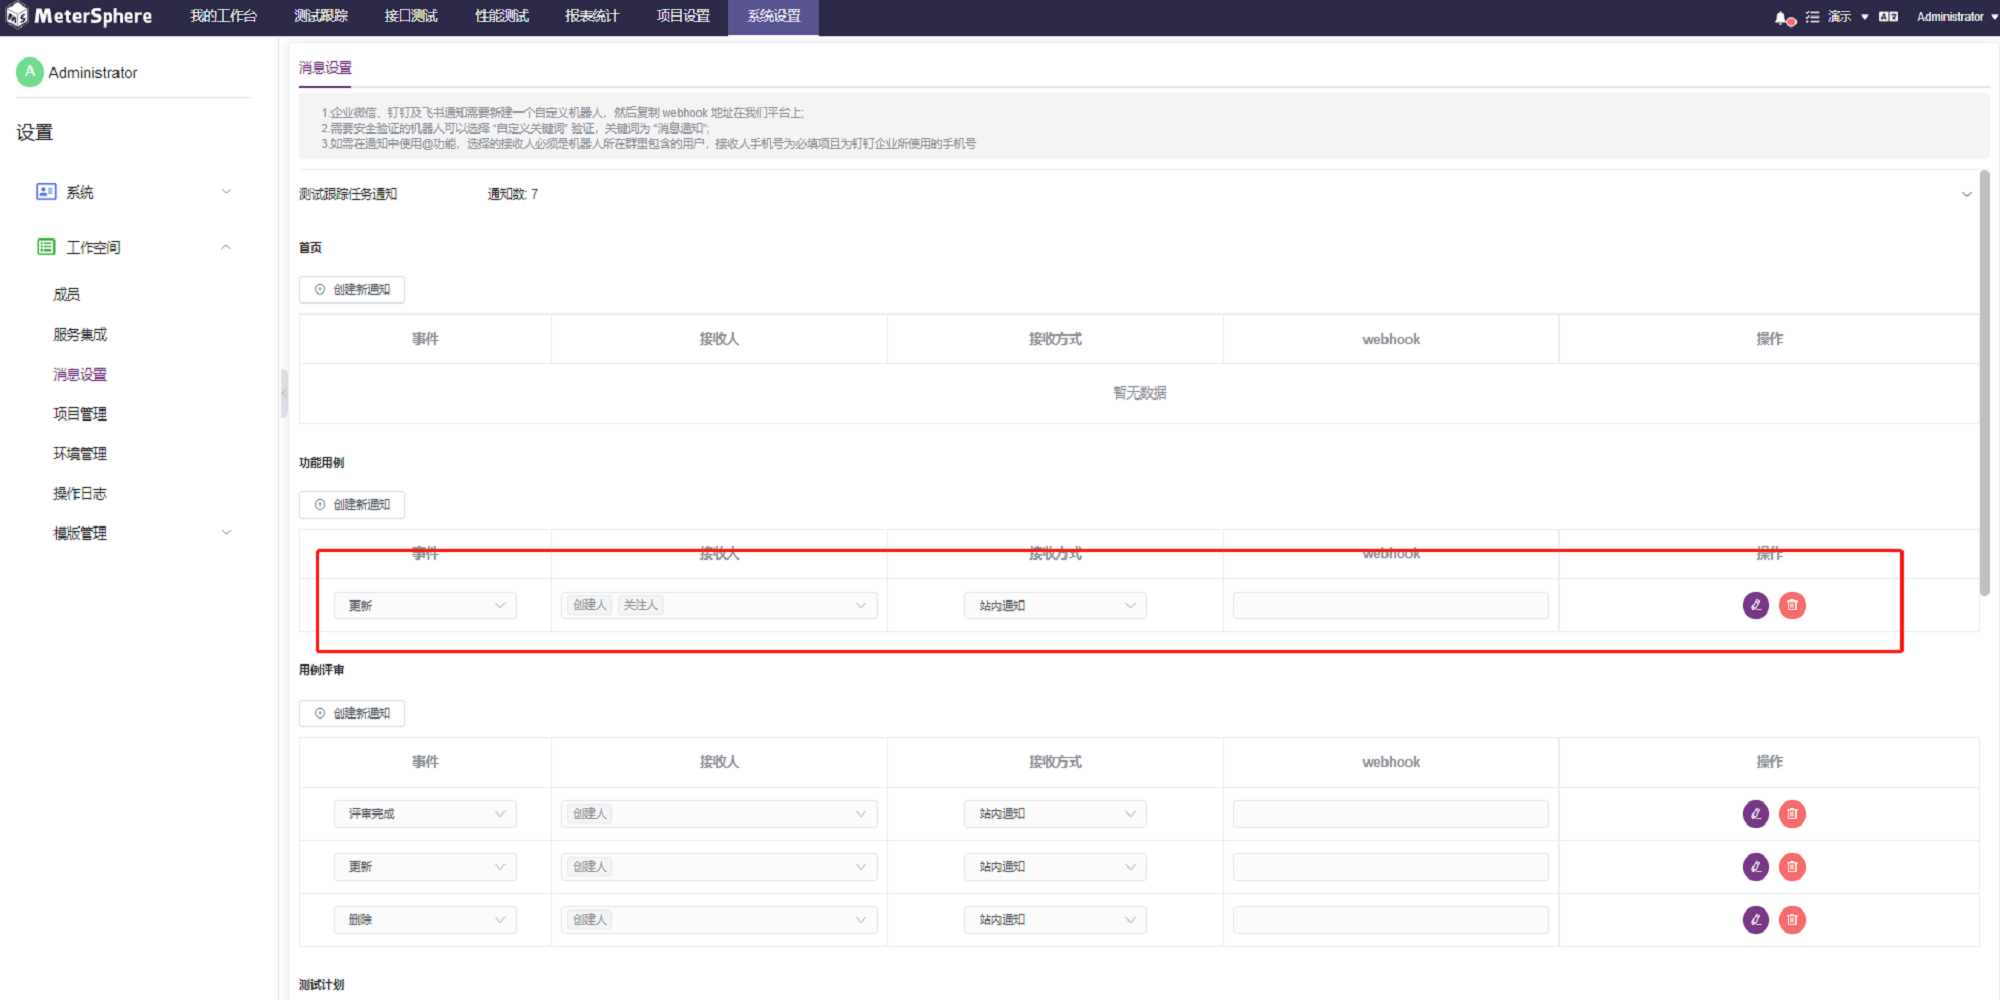 MeterSphere 我的工作台 测试跟踪 接口测试 性能测试 报表统计 项目设置 系统设置 演示 Administrator
A Administrator
设置
系统
工作空间
成员
服务集成
消息设置
项目管理
环境管理
操作日志
模版管理
消息设置
1.企业微信、钉钉及飞书通知需要新建一个自定义机器人，然后复制 webhook 地址在我们平台上;
2.需要安全验证的机器人可以选择 “自定义关键词” 验证，关键词为 “消息通知”;
3.如需在通知中使用@功能，选择的接收人必须是机器人所在群里包含的用户，接收人手机号为必填项且为钉钉企业所使用的手机号
测试跟踪任务通知 通知数: 7
首页
创建新通知
事件 接收人 接收方式 webhook 操作
暂无数据
功能用例
创建新通知
事件 接收人 接收方式 webhook 操作
更新 创建人 关注人 站内通知
用例评审
创建新通知
事件 接收人 接收方式 webhook 操作
评审完成 创建人 站内通知
更新 创建人 站内通知
删除 创建人 站内通知
测试计划